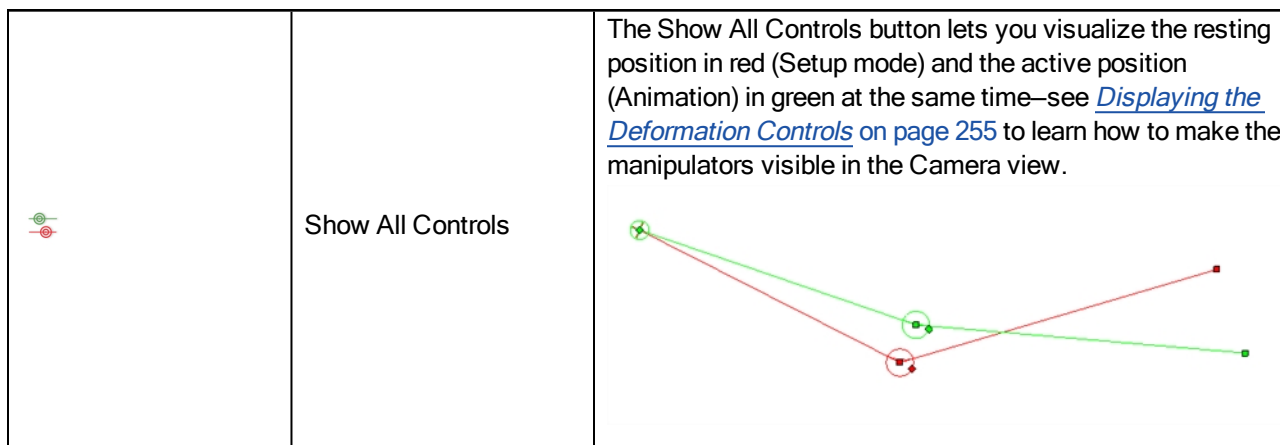 Show All Controls
The Show All Controls button lets you visualize the resting
position in red (Setup mode) and the active position
(Animation) in green at the same time–see Displaying the
Deformation Controls on page 255 to learn how to make the
manipulators visible in the Camera view.